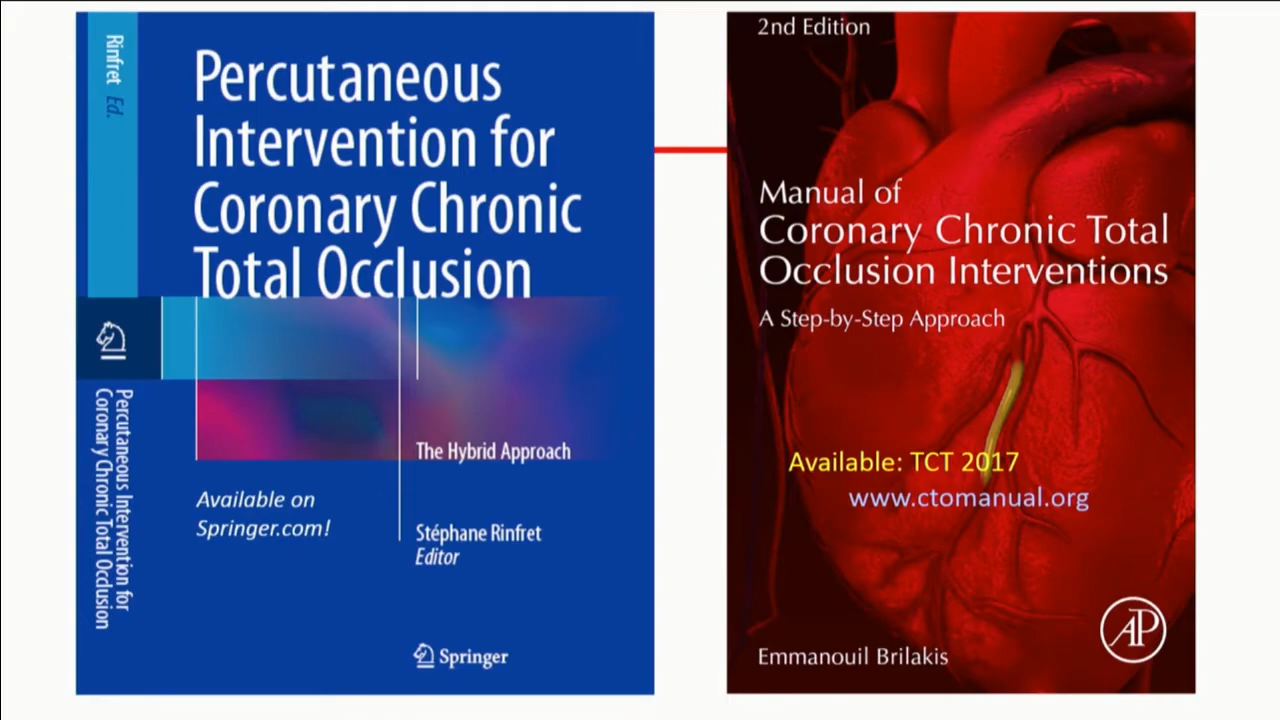 Rinfret Ed.
Percutaneous
Intervention for
Coronary Chronic
Total Occlusion
The Hybrid Approach
Available on
Springer.com!
Stéphane Rinfret
Editor
Springer
Percutaneous Intervention for
Coronary Chronic Total Occlusion
2nd Edition
Manual of
Coronary Chronic Total
Occlusion Interventions
A Step-by-Step Approach
Available: TCT 2017
www.ctomanual.org
Emmanouil Brilakis
AP